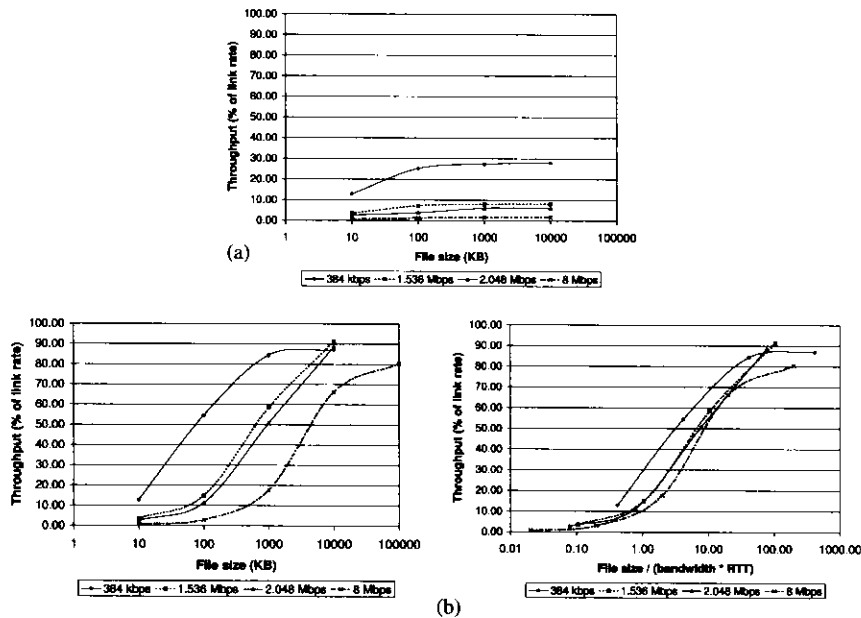 Throughput (% of link rate)
100.00
90.00
80.00
70.00
60.00
50.00
40.00
30.00
20.00
10.00
0.00
1 10 100 1000 10000 100000
File size (KB)
(a)
384 kbps 1.536 Mbps 2.048 Mbps 8 Mbps
Throughput (% of link rate)
100.00
90.00
80.00
70.00
60.00
50.00
40.00
30.00
20.00
10.00
0.00
1 10 100 1000 10000 100000
File size (KB)
384 kbps 1.536 Mbps 2.048 Mbps 8 Mbps
Throughput (% of link rate)
100.00
90.00
80.00
70.00
60.00
50.00
40.00
30.00
20.00
10.00
0.00
0.01 0.10 1.00 10.00 100.00 1000.00
File size / (bandwidth * RTT)
384 kbps 1.536 Mbps 2.048 Mbps 8 Mbps
(b)